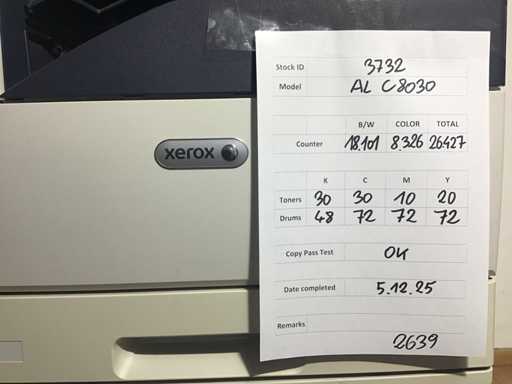 xerox
Stock ID 3732
Model AL C8030
B/W COLOR TOTAL
Counter 18.101 8.326 26427
K C M Y
Toners 30 30 10 20
Drums 48 72 72 72
Copy Pass Test OK
Date completed 5.12.25
Remarks
2639